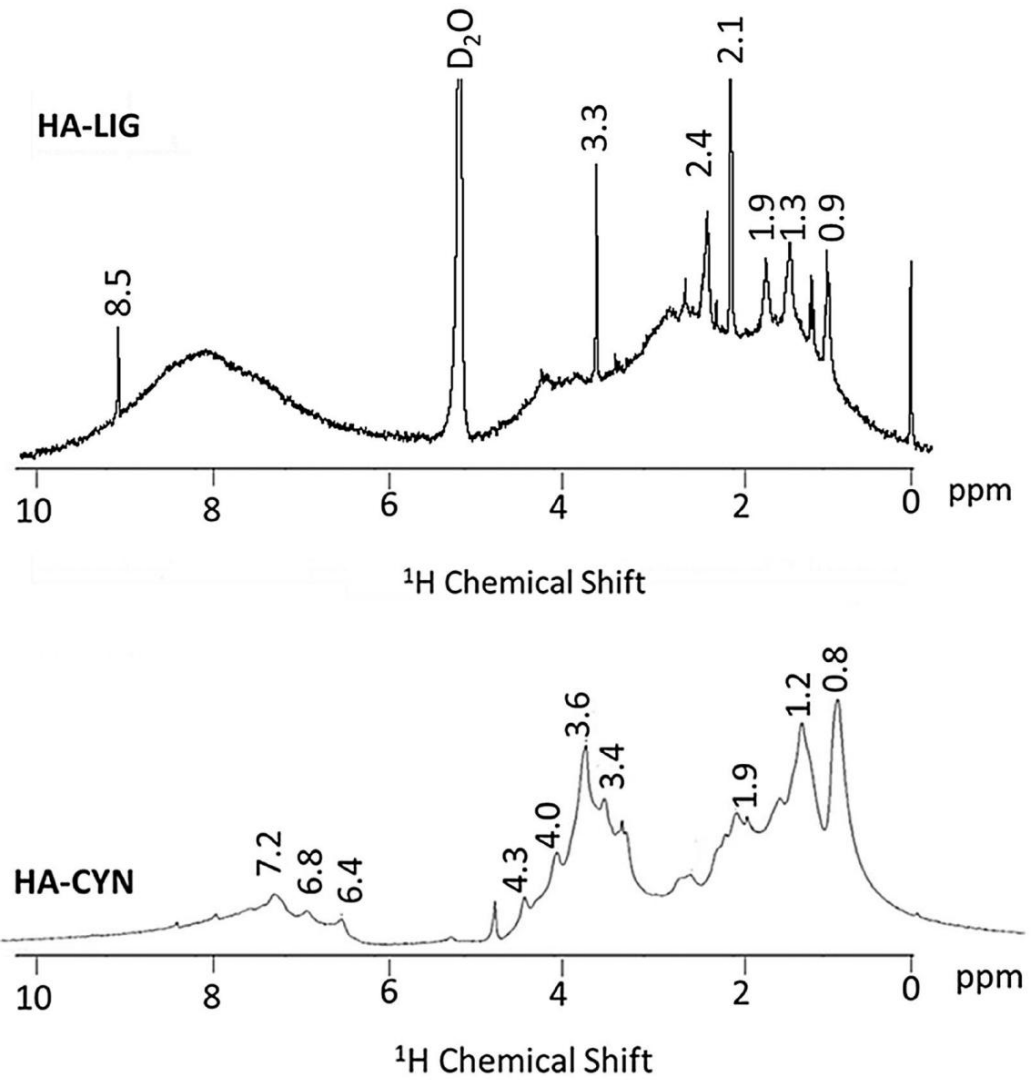 D₂O
2.1
HA-LIG
3.3
2.4
1.9
1.3
0.9
8.5
10 8 6 4 2 0 ppm
¹H Chemical Shift
0.8
1.2
3.6
3.4
1.9
4.0
4.3
7.2
6.8
6.4
HA-CYN
10 8 6 4 2 0 ppm
¹H Chemical Shift